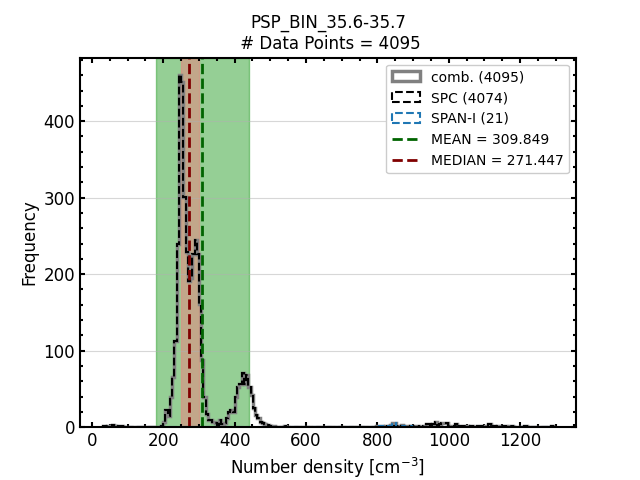 PSP_BIN_35.6-35.7
# Data Points = 4095
comb. (4095)
SPC (4074)
SPAN-I (21)
MEAN = 309.849
MEDIAN = 271.447
Frequency
400
300
200
100
0
0 200 400 600 800 1000 1200
Number density [cm⁻³]